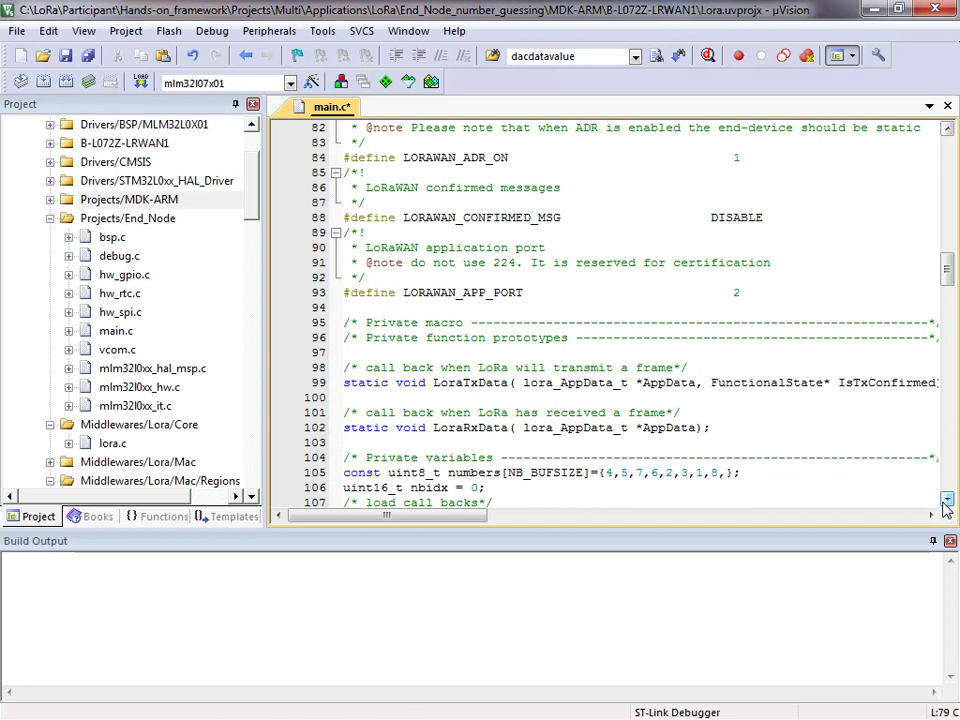 C:\LoRa\Participant\Hands-on_framework\Projects\Multi\Applications\LoRa\End_Node_number_guessing\MDK-ARM\B-L072Z-LRWAN1\Lora.uvprojx - µVision
File Edit View Project Flash Debug Peripherals Tools SVCS Window Help
dacdatavalue
LOAD mlm32l07x01
Project
main.c*
Drivers/BSP/MLM32L0X01
B-L072Z-LRWAN1
Drivers/CMSIS
Drivers/STM32L0xx_HAL_Driver
Projects/MDK-ARM
Projects/End_Node
bsp.c
debug.c
hw_gpio.c
hw_rtc.c
hw_spi.c
main.c
vcom.c
mlm32l0xx_hal_msp.c
mlm32l0xx_hw.c
mlm32l0xx_it.c
Middlewares/Lora/Core
lora.c
Middlewares/Lora/Mac
Middlewares/Lora/Mac/Regions
Project Books {} Functions Templates
82 * @note Please note that when ADR is enabled the end-device should be static
83 */
84 #define LORAWAN_ADR_ON 1
85 /*!
86 * LoRaWAN confirmed messages
87 */
88 #define LORAWAN_CONFIRMED_MSG DISABLE
89 /*!
90 * LoRaWAN application port
91 * @note do not use 224. It is reserved for certification
92 */
93 #define LORAWAN_APP_PORT 2
94
95 /* Private macro -------------------------------------------------------------*/
96 /* Private function prototypes -----------------------------------------------*/
97
98 /* call back when LoRa will transmit a frame*/
99 static void LoraTxData( lora_AppData_t *AppData, FunctionalState* IsTxConfirmed)
100
101 /* call back when LoRa has received a frame*/
102 static void LoraRxData( lora_AppData_t *AppData);
103
104 /* Private variables ---------------------------------------------------------*/
105 const uint8_t numbers[NB_BUFSIZE]={4,5,7,6,2,3,1,8,};
106 uint16_t nbidx = 0;
107 /* load call backs*/
Build Output
ST-Link Debugger
L:79 C